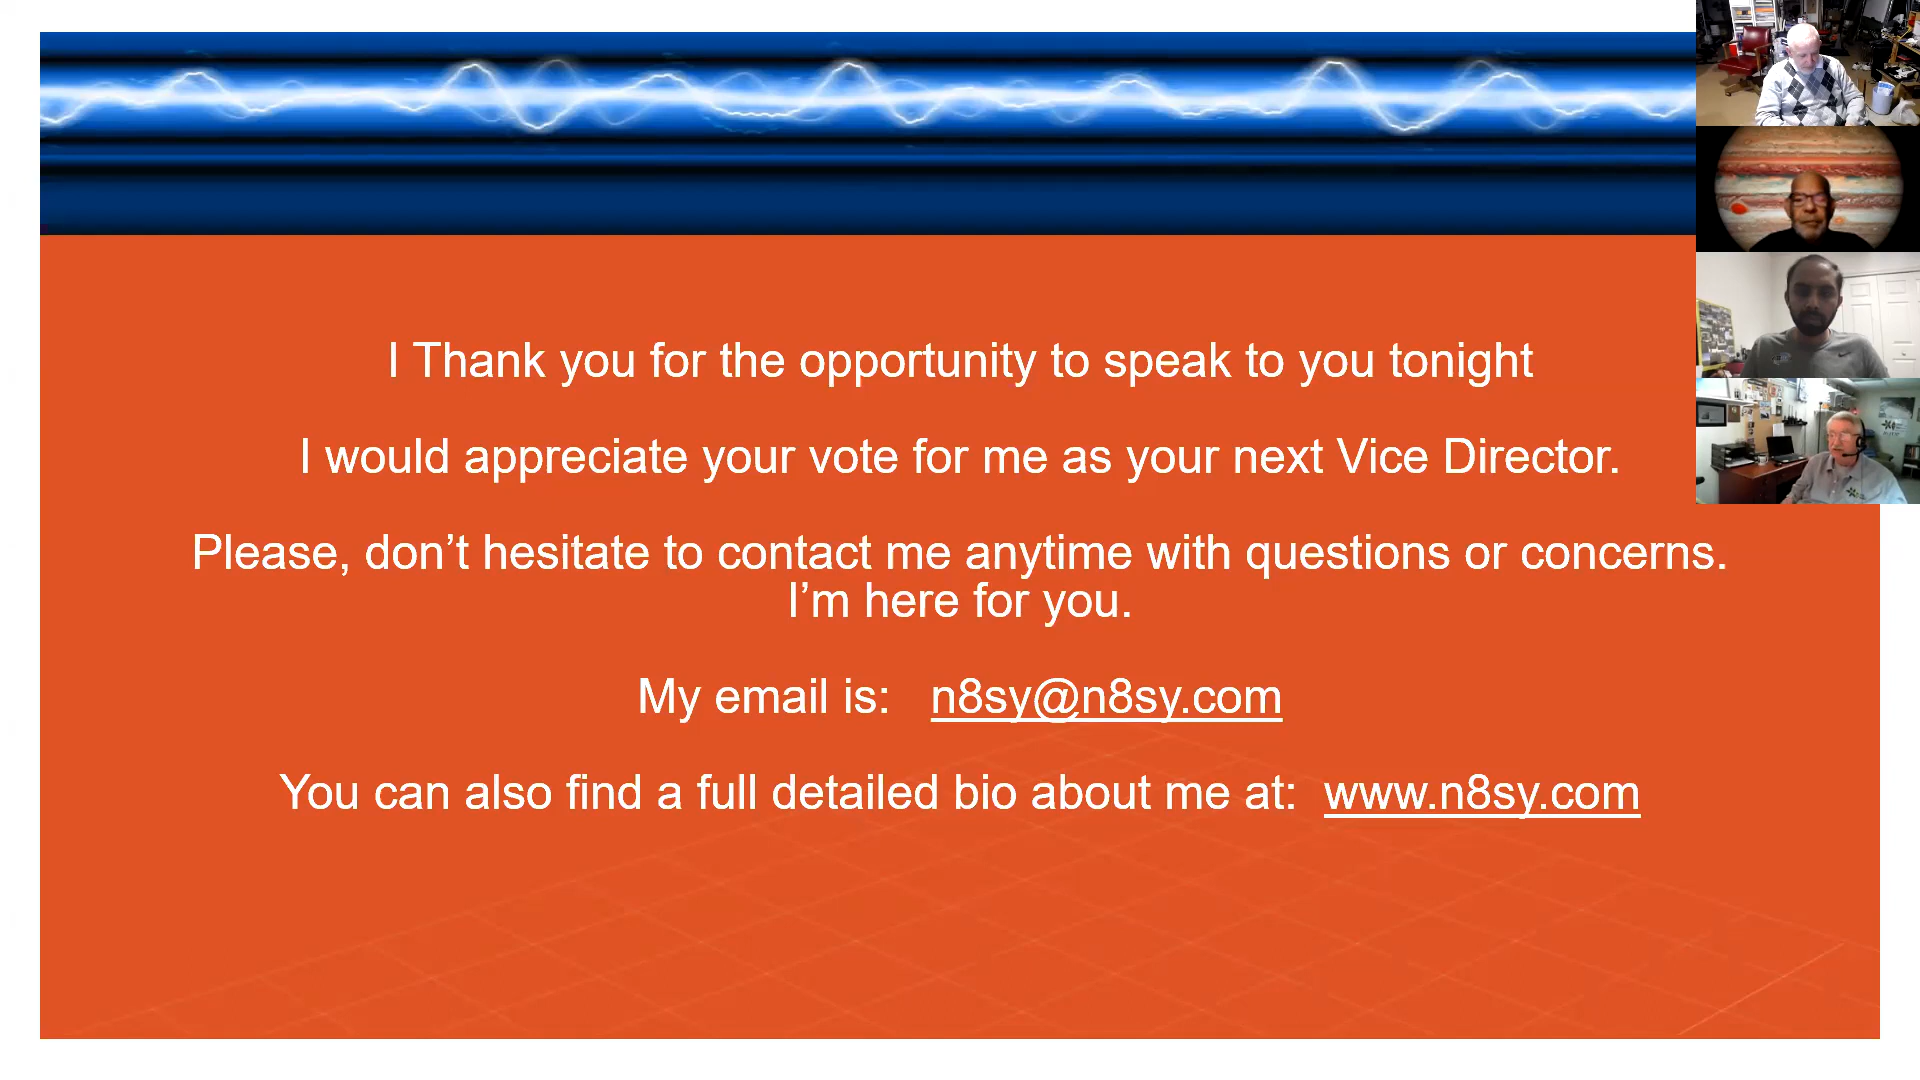 I Thank you for the opportunity to speak to you tonight
I would appreciate your vote for me as your next Vice Director.
Please, don’t hesitate to contact me anytime with questions or concerns.
I’m here for you.
My email is: n8sy@n8sy.com
You can also find a full detailed bio about me at: www.n8sy.com